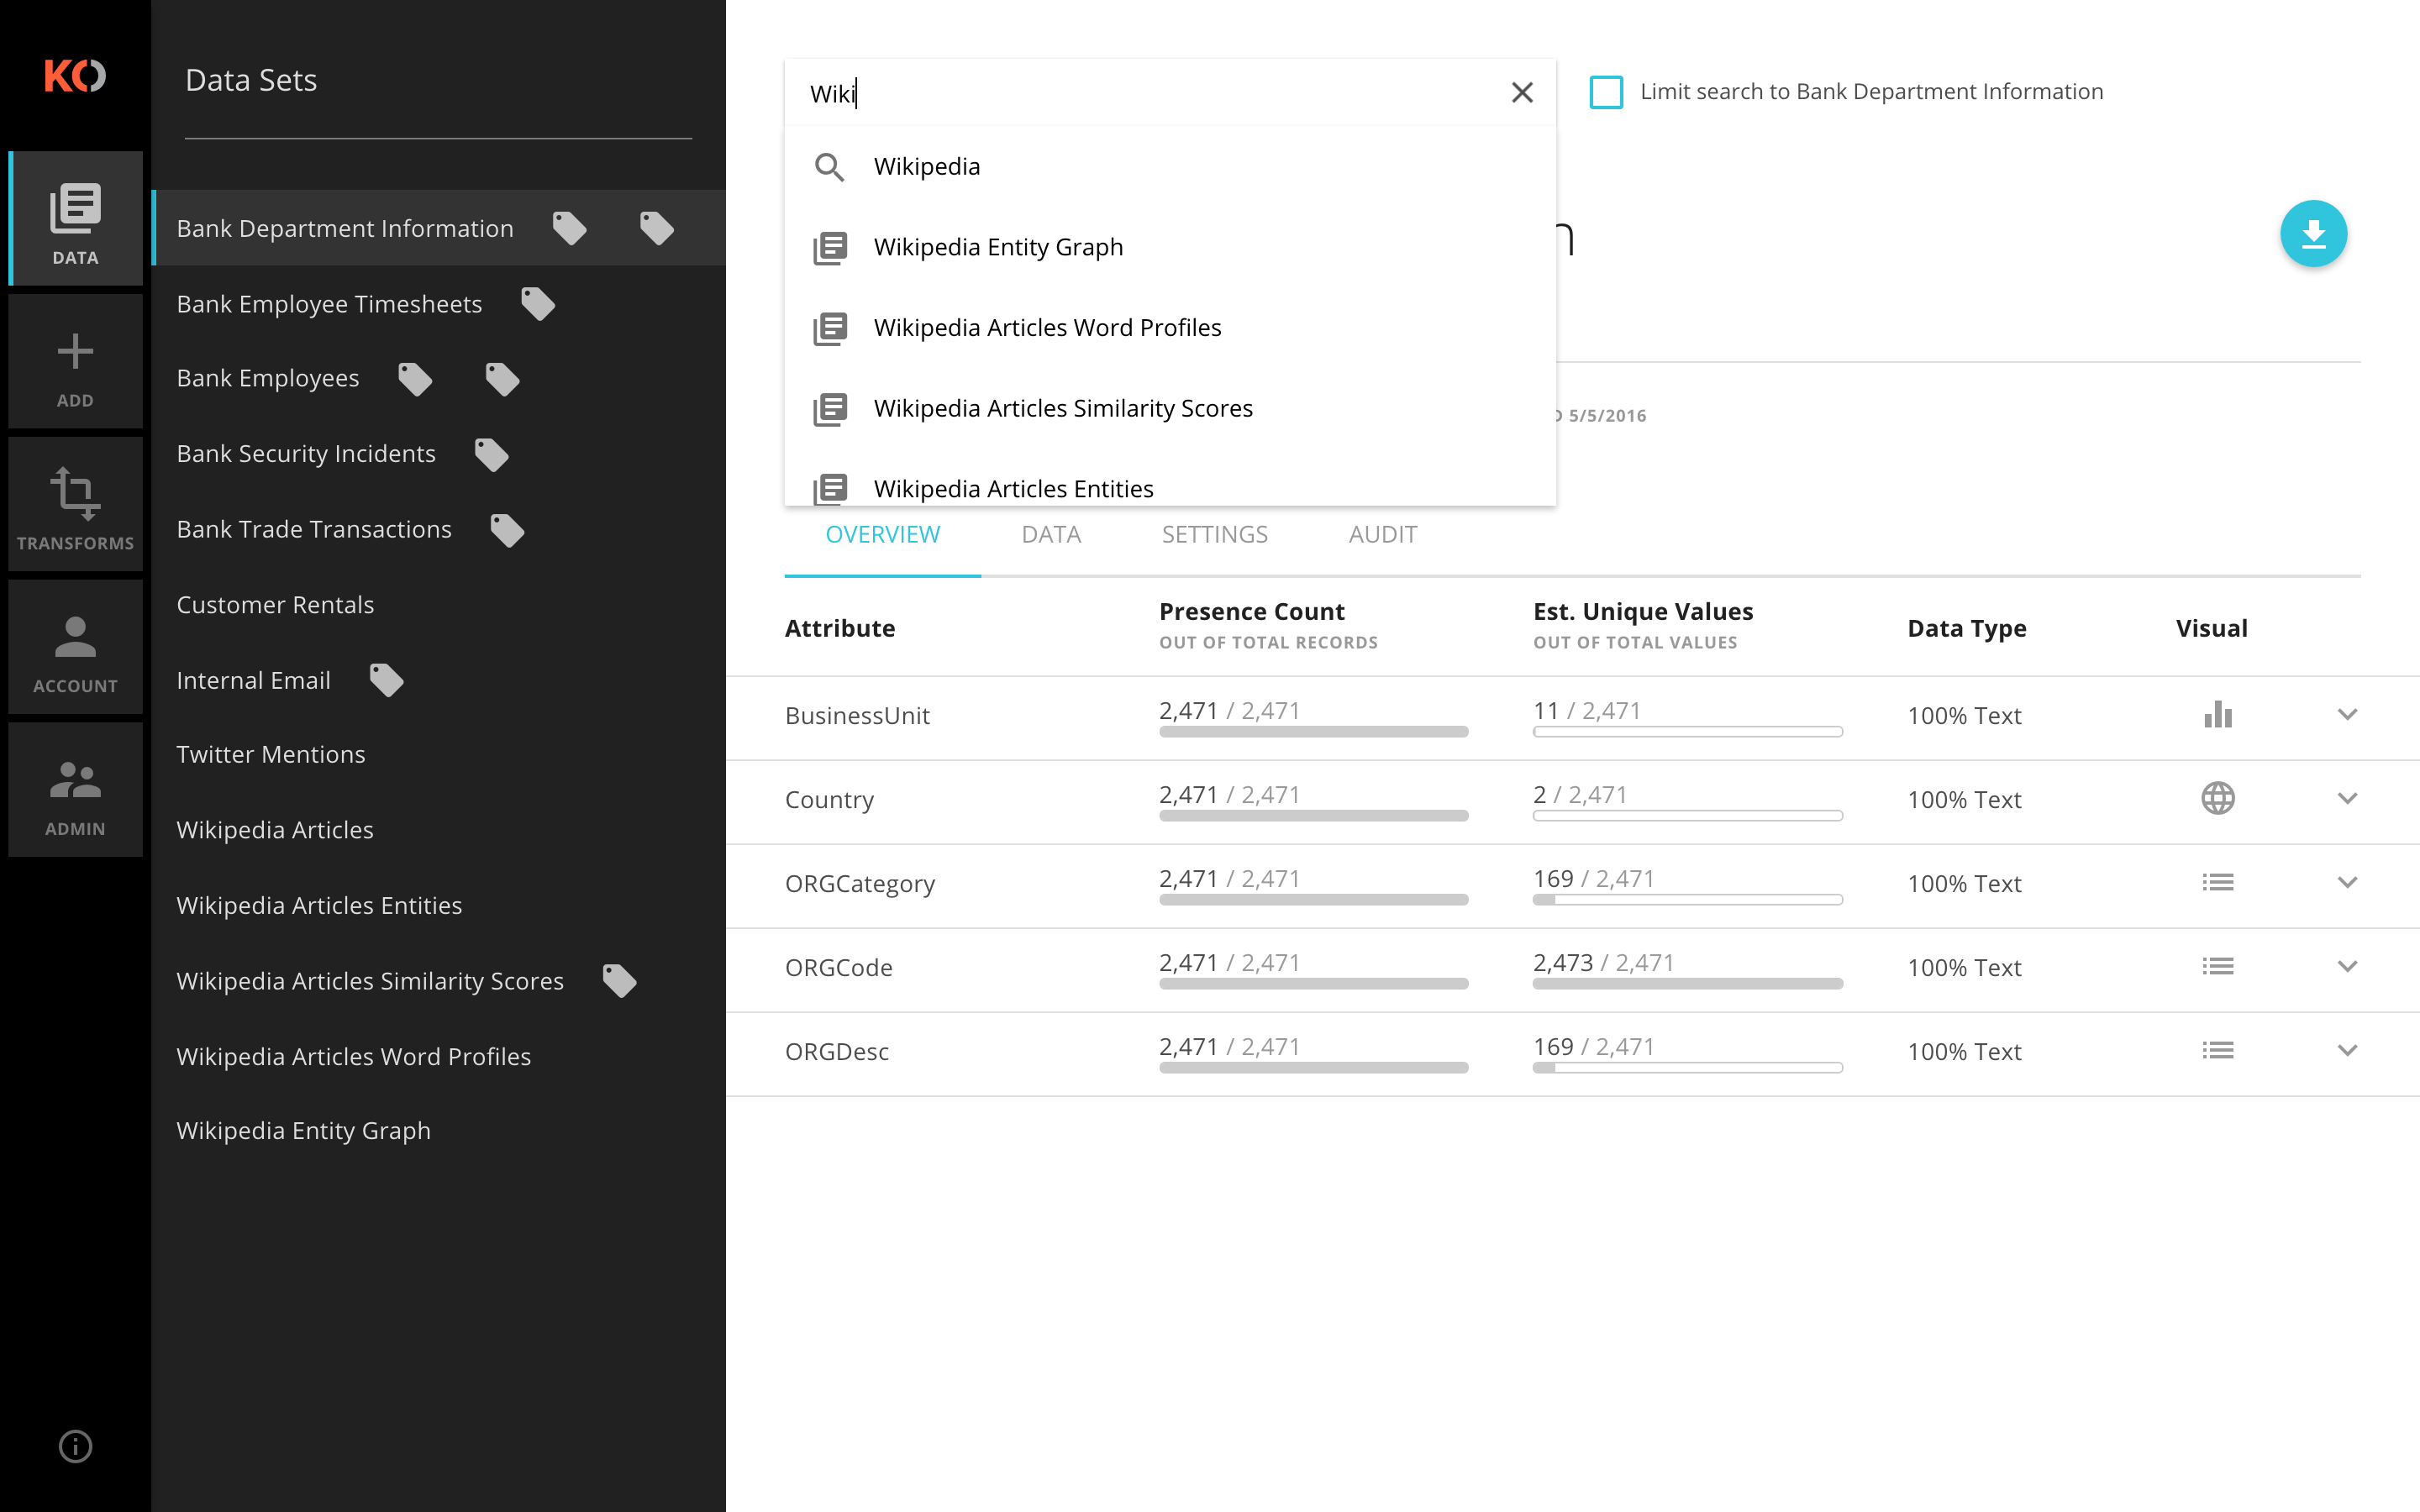 KO
DATA
ADD
TRANSFORMS
ACCOUNT
ADMIN
Data Sets
Bank Department Information
Bank Employee Timesheets
Bank Employees
Bank Security Incidents
Bank Trade Transactions
Customer Rentals
Internal Email
Twitter Mentions
Wikipedia Articles
Wikipedia Articles Entities
Wikipedia Articles Similarity Scores
Wikipedia Articles Word Profiles
Wikipedia Entity Graph
Wiki
Limit search to Bank Department Information
Wikipedia
Wikipedia Entity Graph
Wikipedia Articles Word Profiles
Wikipedia Articles Similarity Scores
Wikipedia Articles Entities
5/5/2016
OVERVIEW DATA SETTINGS AUDIT
Attribute Presence Count Est. Unique Values Data Type Visual
OUT OF TOTAL RECORDS OUT OF TOTAL VALUES
BusinessUnit 2,471 / 2,471 11 / 2,471 100% Text
Country 2,471 / 2,471 2 / 2,471 100% Text
ORGCategory 2,471 / 2,471 169 / 2,471 100% Text
ORGCode 2,471 / 2,471 2,473 / 2,471 100% Text
ORGDesc 2,471 / 2,471 169 / 2,471 100% Text